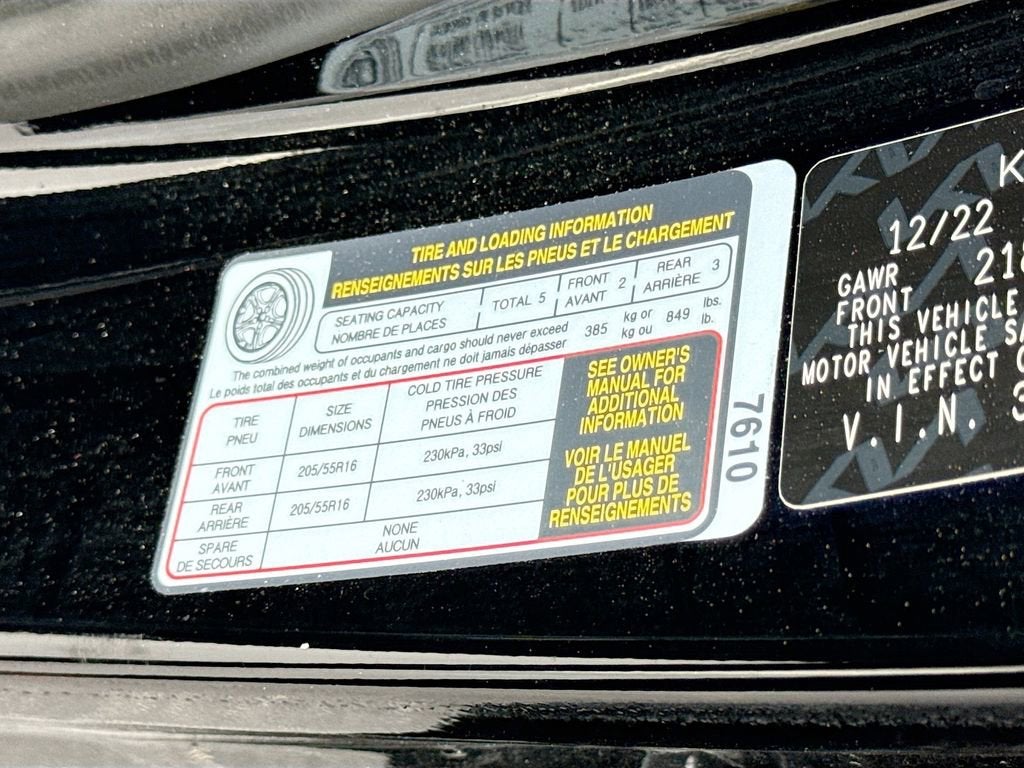 TIRE AND LOADING INFORMATION
RENSEIGNEMENTS SUR LES PNEUS ET LE CHARGEMENT
SEATING CAPACITY
NOMBRE DE PLACES
TOTAL 5
FRONT
AVANT
2
REAR
ARRIÈRE
3
The combined weight of occupants and cargo should never exceed
Le poids total des occupants et du chargement ne doit jamais dépasser
385
kg or
kg ou
849
lbs.
lb.
TIRE
PNEU
SIZE
DIMENSIONS
COLD TIRE PRESSURE
PRESSION DES
PNEUS À FROID
FRONT
AVANT
205/55R16
230kPa, 33psi
REAR
ARRIÈRE
205/55R16
230kPa, 33psi
SPARE
DE SECOURS
NONE
AUCUN
SEE OWNER'S
MANUAL FOR
ADDITIONAL
INFORMATION
VOIR LE MANUEL
DE L'USAGER
POUR PLUS DE
RENSEIGNEMENTS
7610
K
12/22
GAWR
FRONT
THIS VEHICLE
MOTOR VEHICLE
IN EFFECT
V.I.N. 3